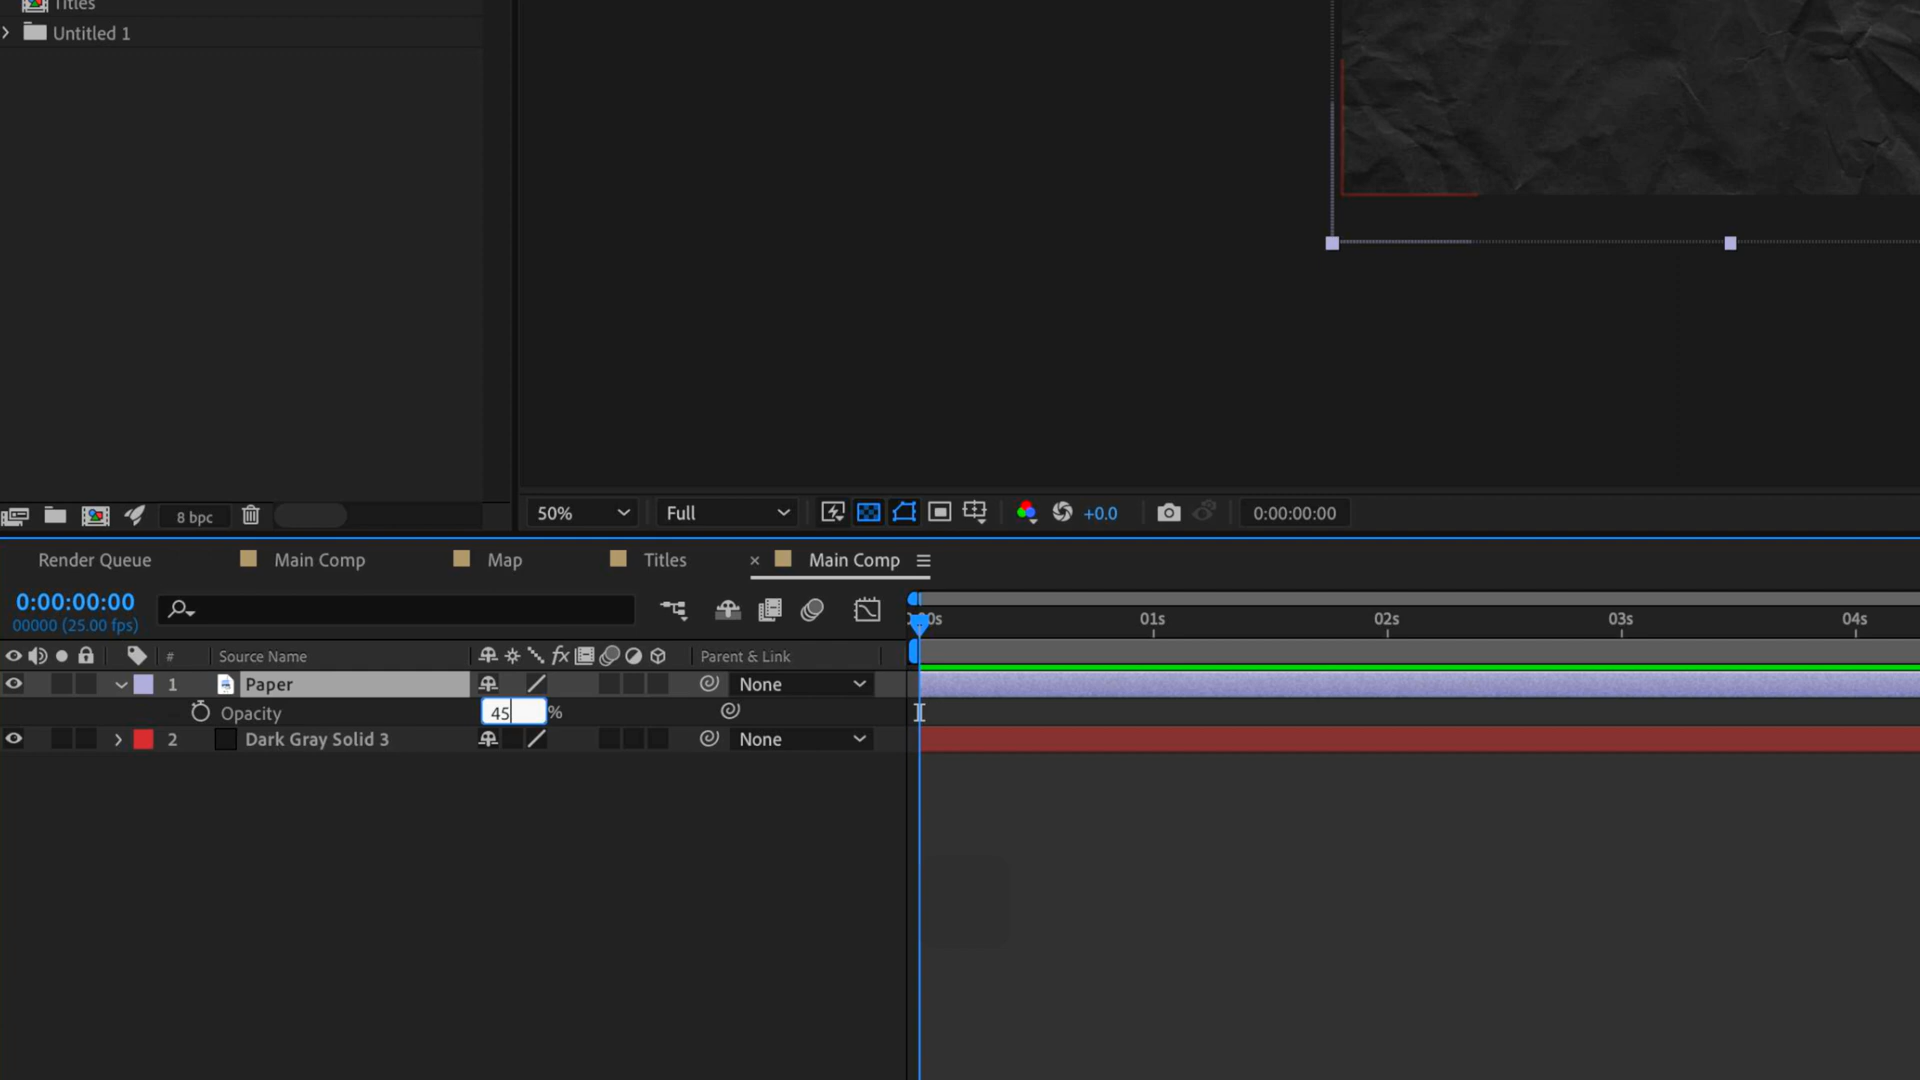 Titles
Untitled 1
8 bpc
50%
Full
+0.0
0:00:00:00
Render Queue
Main Comp
Map
Titles
× Main Comp
0:00:00:00
00000 (25.00 fps)
01s
02s
03s
04s
# Source Name
fx
Parent & Link
1 Paper
None
Opacity
45 %
2 Dark Gray Solid 3
None